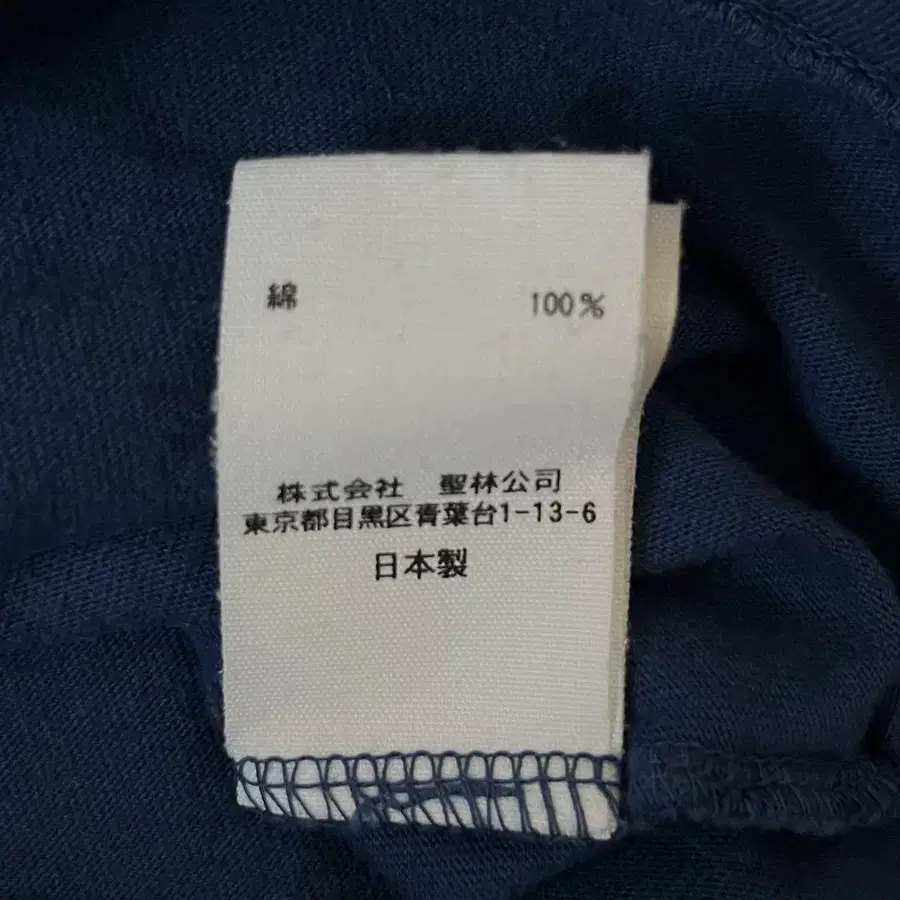 綿 100%
株式会社 聖林公司
東京都目黒区青葉台1-13-6
日本製